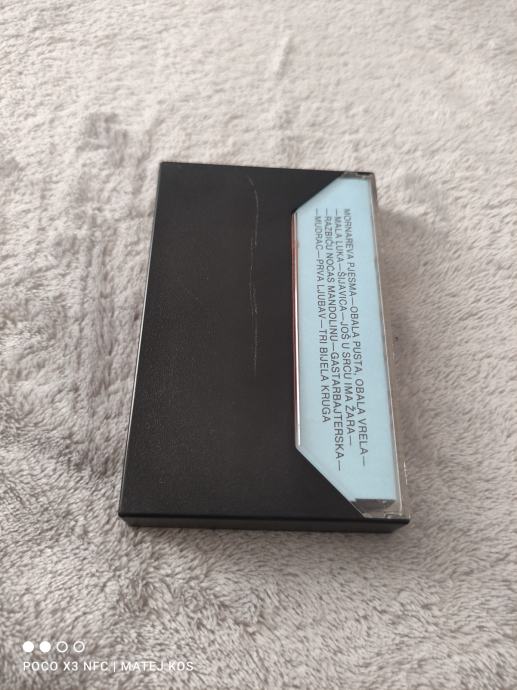 MORNAREVA PJESMA—OBALA PUSTA, OBALA VRELA—
—MALA LUKA—ŠIJAVICA—JOŠ U SRCU IMA ŽARA—
—RAZBIĆU NOĆAS MANDOLINU—GASTARBAJTERSKA—
—MUDRAC—PRVA LJUBAV—TRI BIJELA KRUGA
POCO X3 NFC | MATEJ KOS